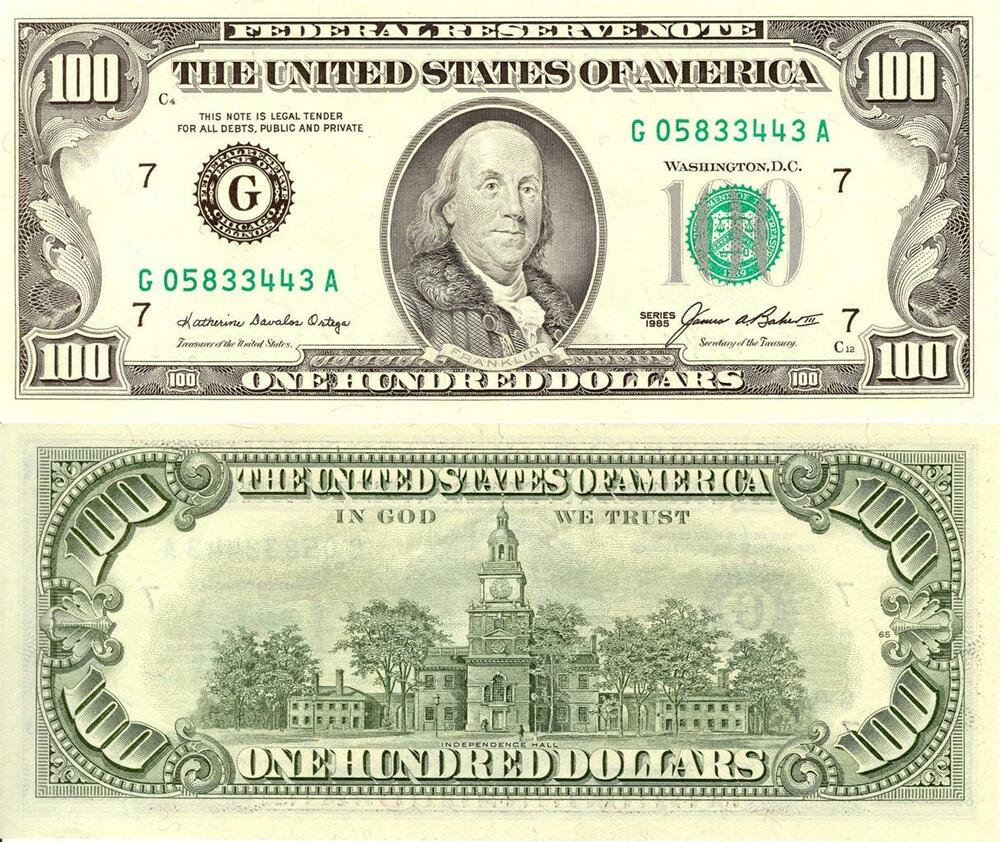 FEDERAL RESERVE NOTE
100
THE UNITED STATES OF AMERICA
100
C4
THIS NOTE IS LEGAL TENDER
FOR ALL DEBTS, PUBLIC AND PRIVATE
G 05833443 A
WASHINGTON, D.C.
7
7
FEDERAL RESERVE
BANK OF
G
CHICAGO
ILLINOIS
100
1789
G 05833443 A
7
Katherine Davalos Ortega
Treasurer of the United States.
SERIES
1985
James A Baker III
Secretary of the Treasury.
7
C12
FRANKLIN
100
100
ONE HUNDRED DOLLARS
100
100
THE UNITED STATES OF AMERICA
100
100
IN GOD WE TRUST
65
100
100
INDEPENDENCE HALL
ONE HUNDRED DOLLARS